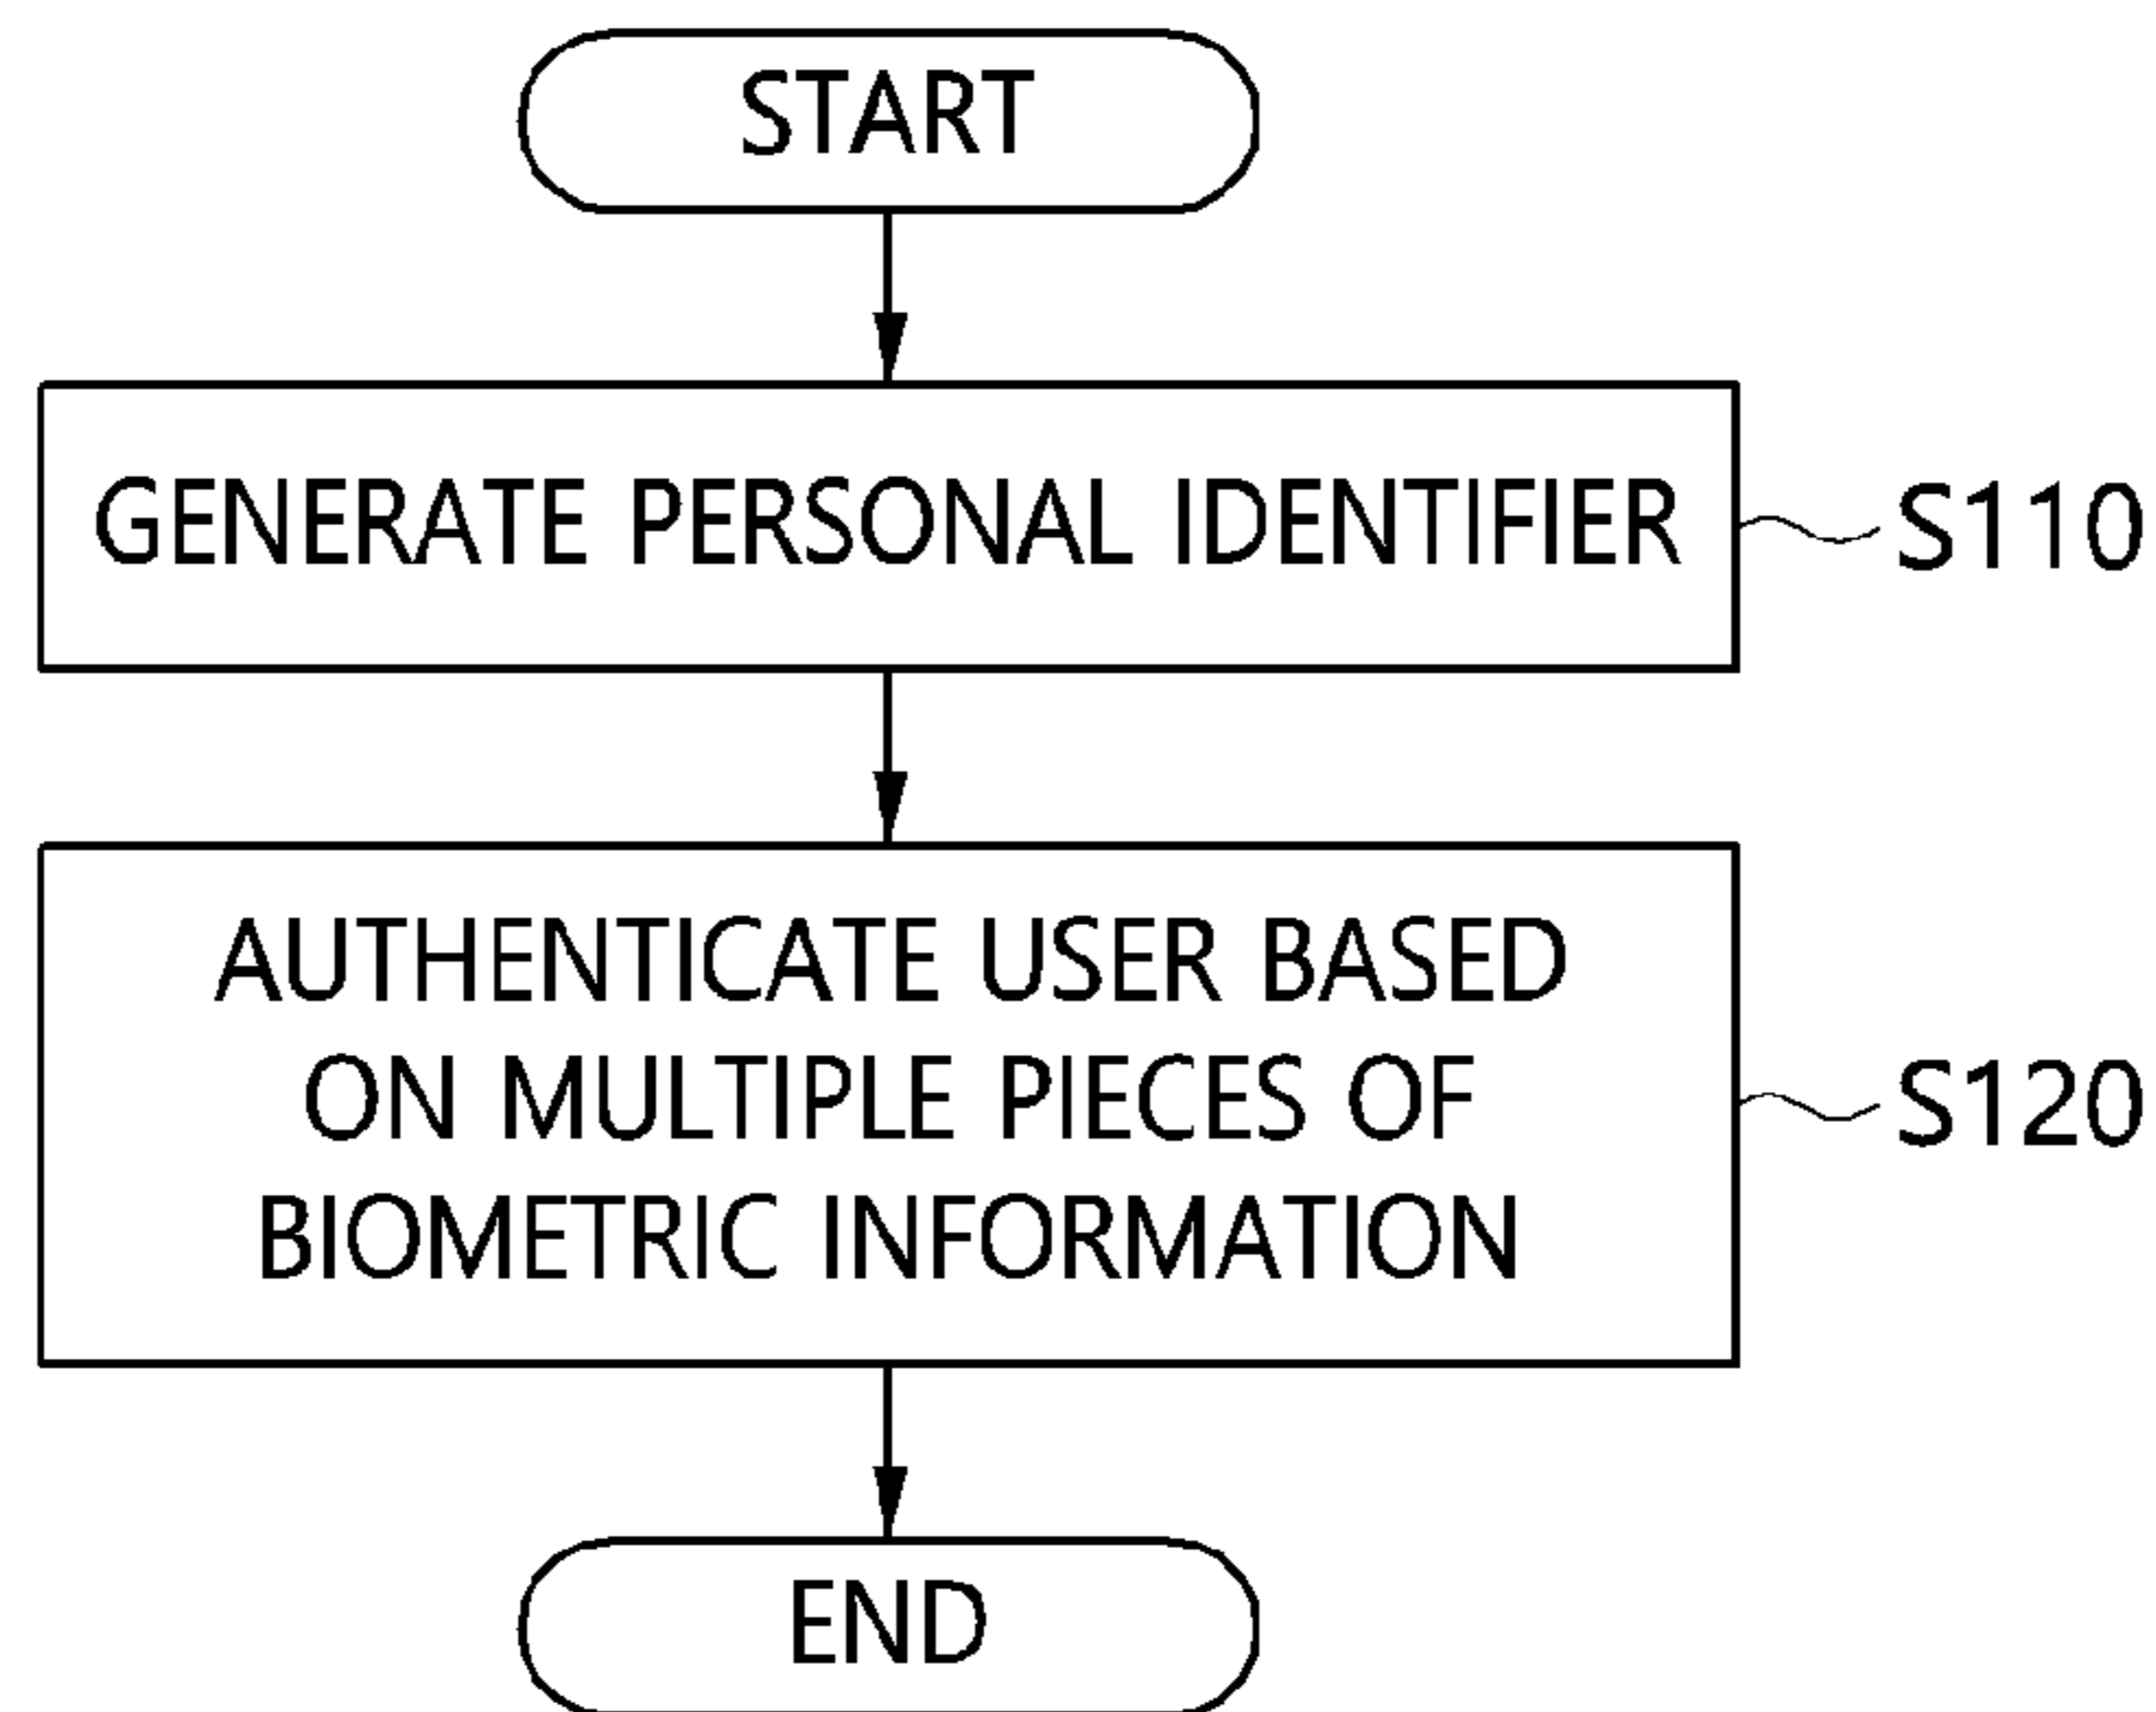 START
GENERATE PERSONAL IDENTIFIER
S110
AUTHENTICATE USER BASED
ON MULTIPLE PIECES OF
BIOMETRIC INFORMATION
S120
END